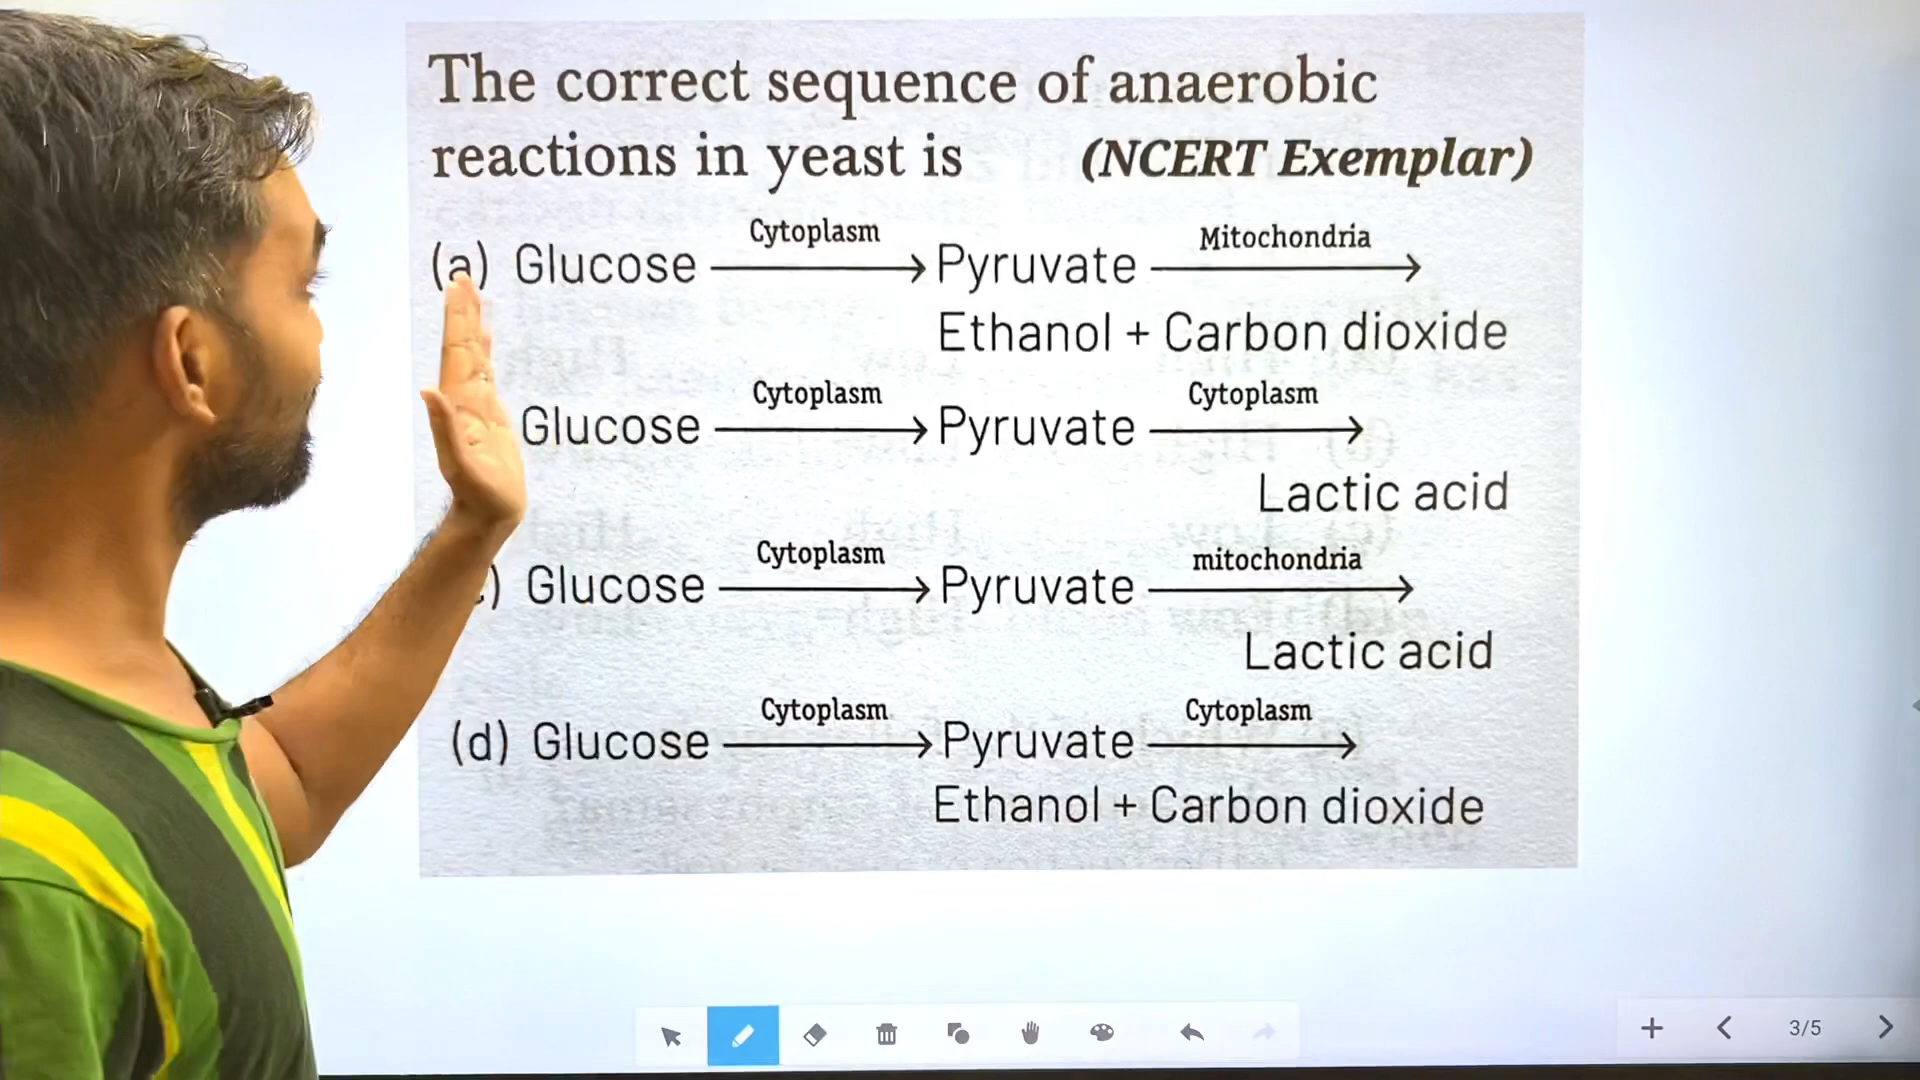 The correct sequence of anaerobic
reactions in yeast is (NCERT Exemplar)
(a) Glucose Cytoplasm Pyruvate Mitochondria
Ethanol + Carbon dioxide
Glucose Cytoplasm Pyruvate Cytoplasm
Lactic acid
) Glucose Cytoplasm Pyruvate mitochondria
Lactic acid
(d) Glucose Cytoplasm Pyruvate Cytoplasm
Ethanol + Carbon dioxide
3/5